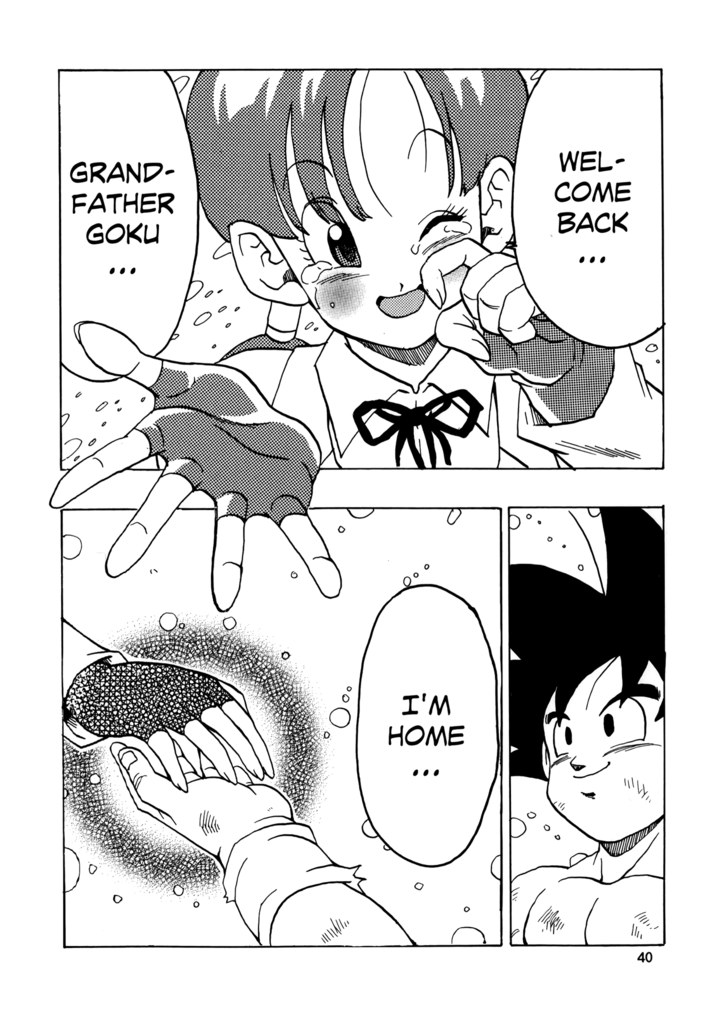 WEL-
COME
BACK
...
GRAND-
FATHER
GOKU
...
I'M
HOME
...
40